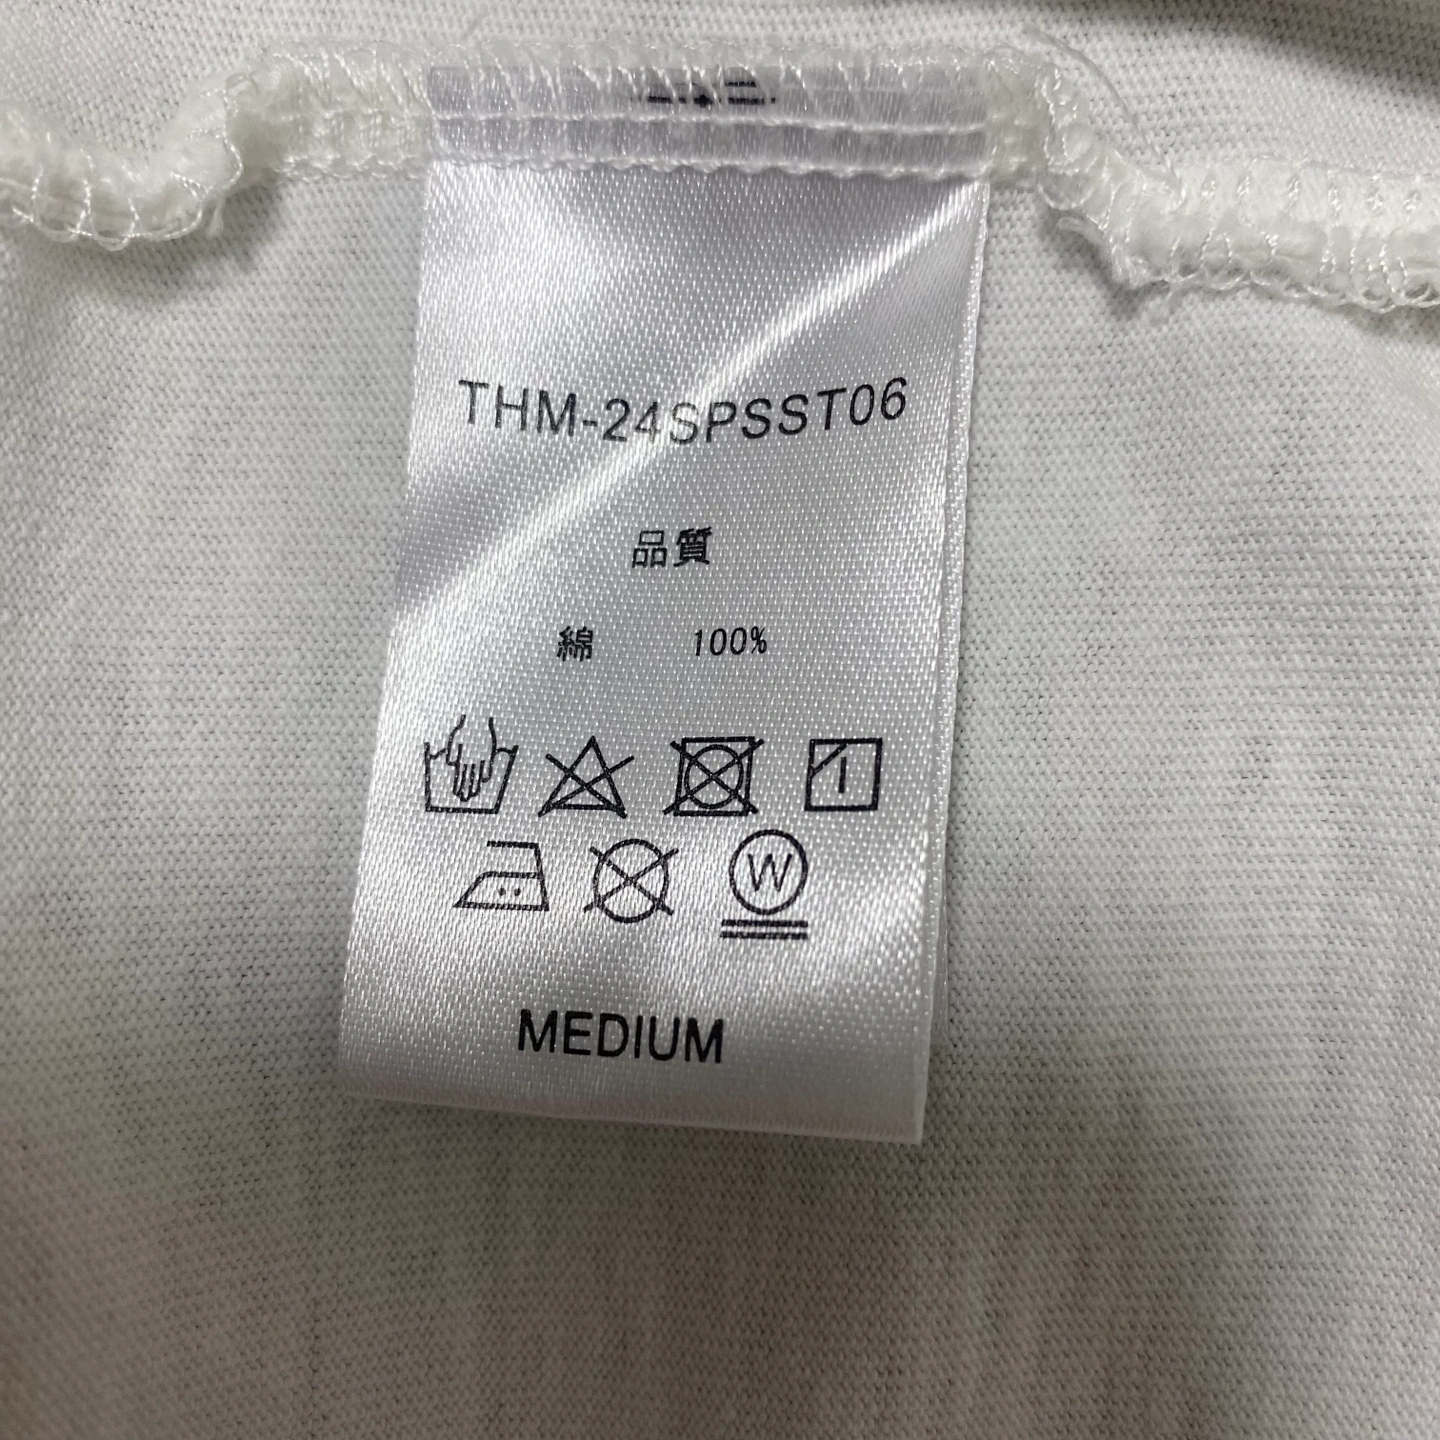 THM-24SPSST06
品質
綿 100%
W
MEDIUM